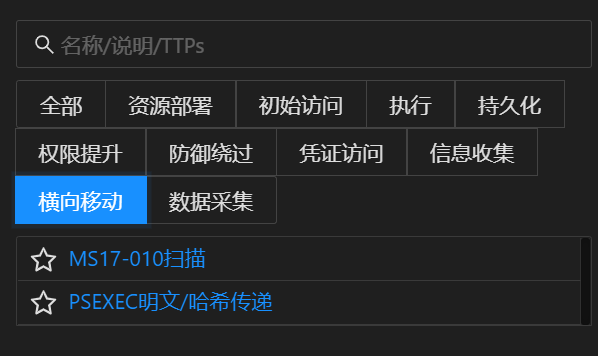 名称/说明/TTPs
全部 资源部署 初始访问 执行 持久化
权限提升 防御绕过 凭证访问 信息收集
横向移动 数据采集
MS17-010扫描
PSEXEC明文/哈希传递